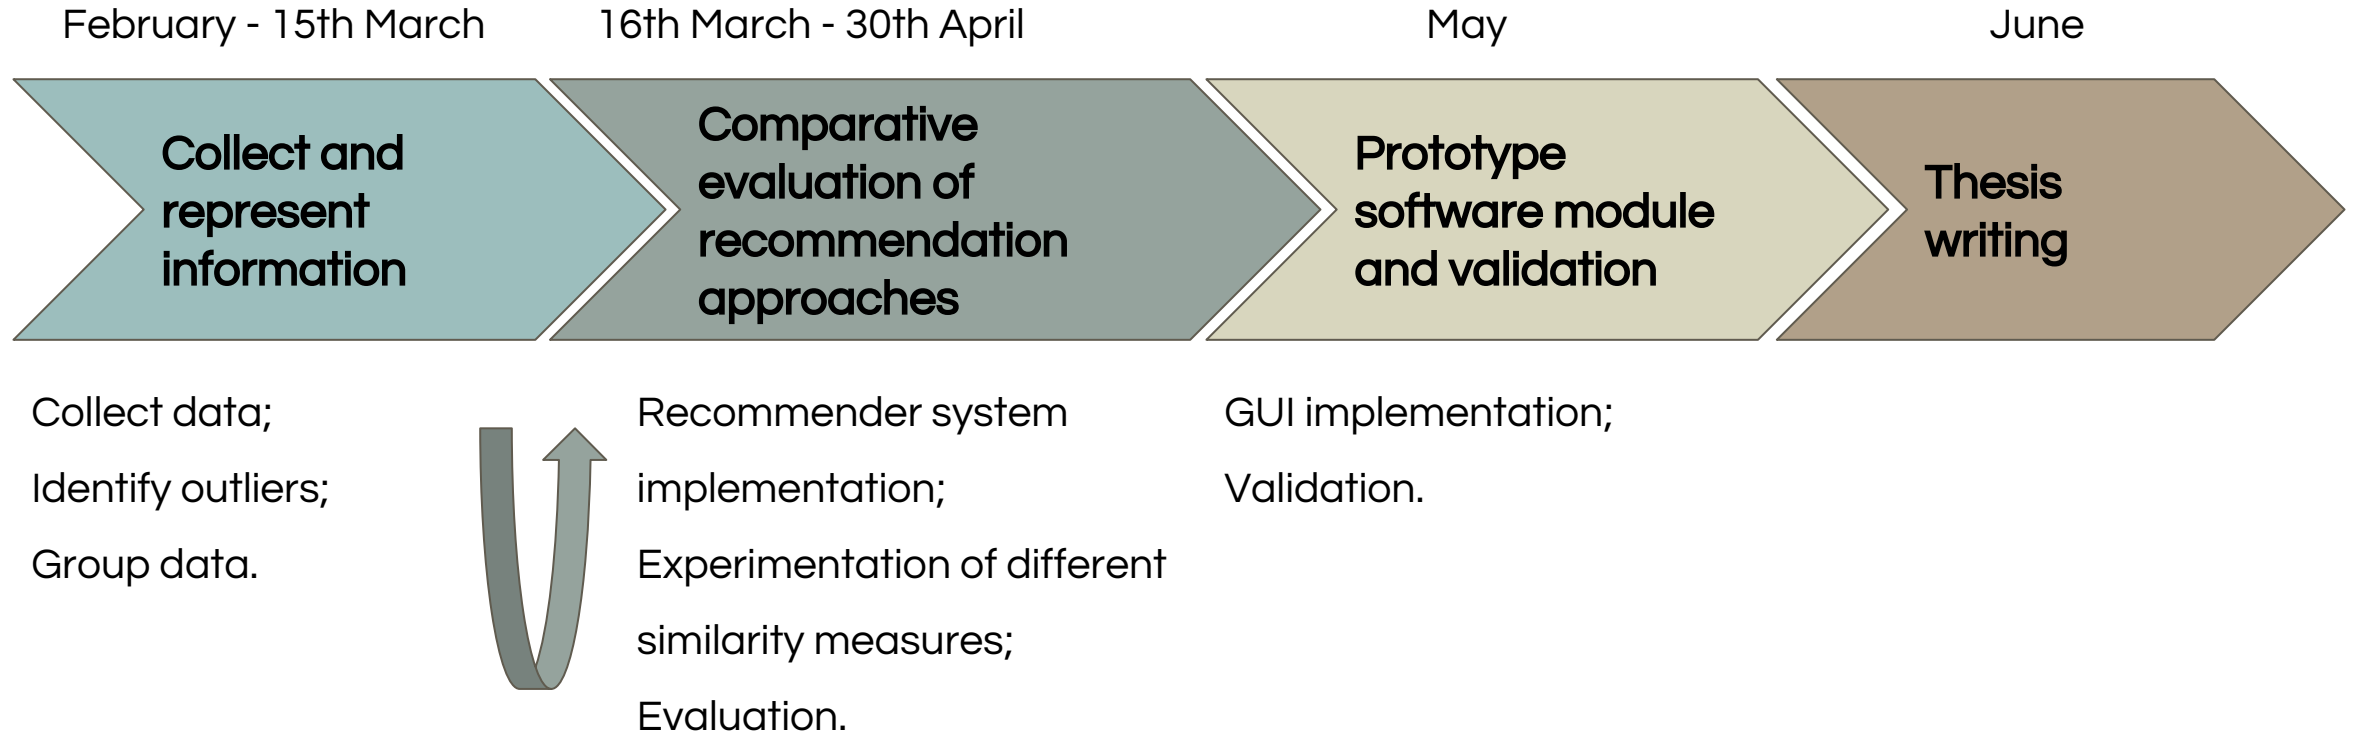 February - 15th March
16th March - 30th April
May
June
Collect and
represent
information
Comparative
evaluation of
recommendation
approaches
Prototype
software module
and validation
Thesis
writing
Collect data;
Identify outliers;
Group data.
Recommender system
implementation;
Experimentation of different
similarity measures;
Evaluation.
GUI implementation;
Validation.